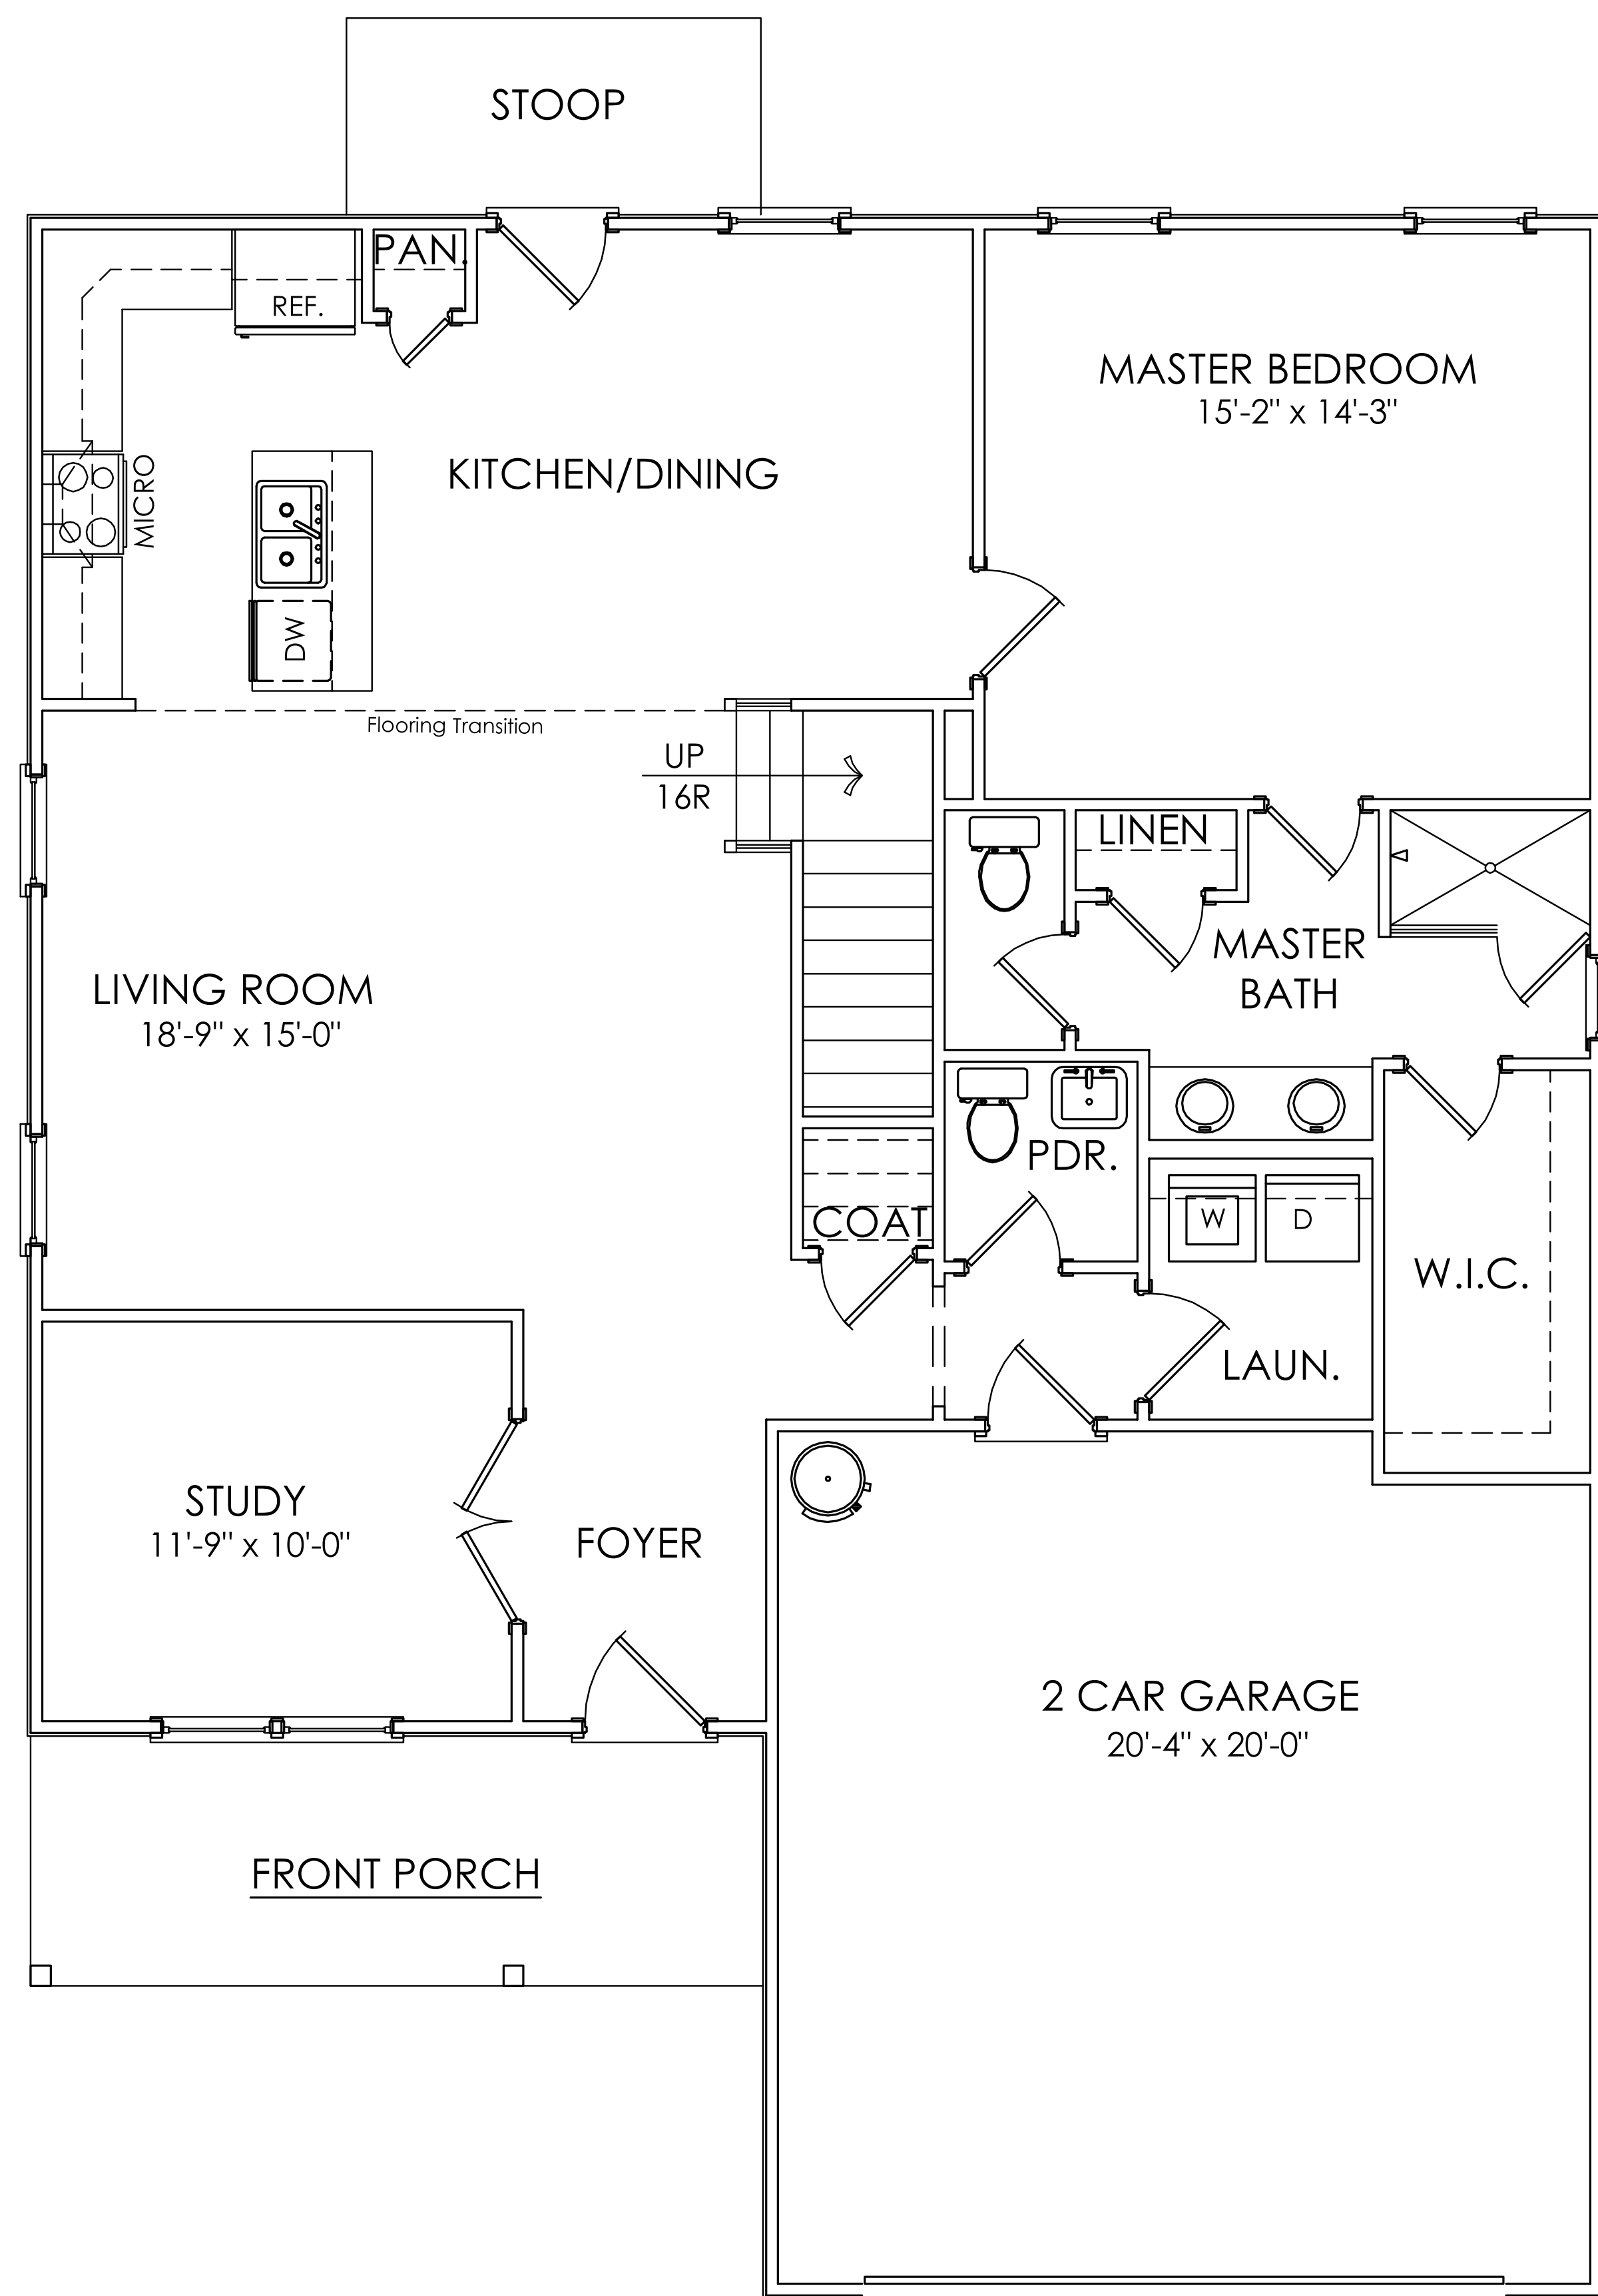 STOOP
PAN.
REF.
MASTER BEDROOM
15'-2" x 14'-3"
KITCHEN/DINING
MICRO
DW
Flooring Transition
UP
16R
LINEN
MASTER
BATH
LIVING ROOM
18'-9" x 15'-0"
PDR.
COAT
W
D
W.I.C.
LAUN.
STUDY
11'-9" x 10'-0"
FOYER
2 CAR GARAGE
20'-4" x 20'-0"
FRONT PORCH